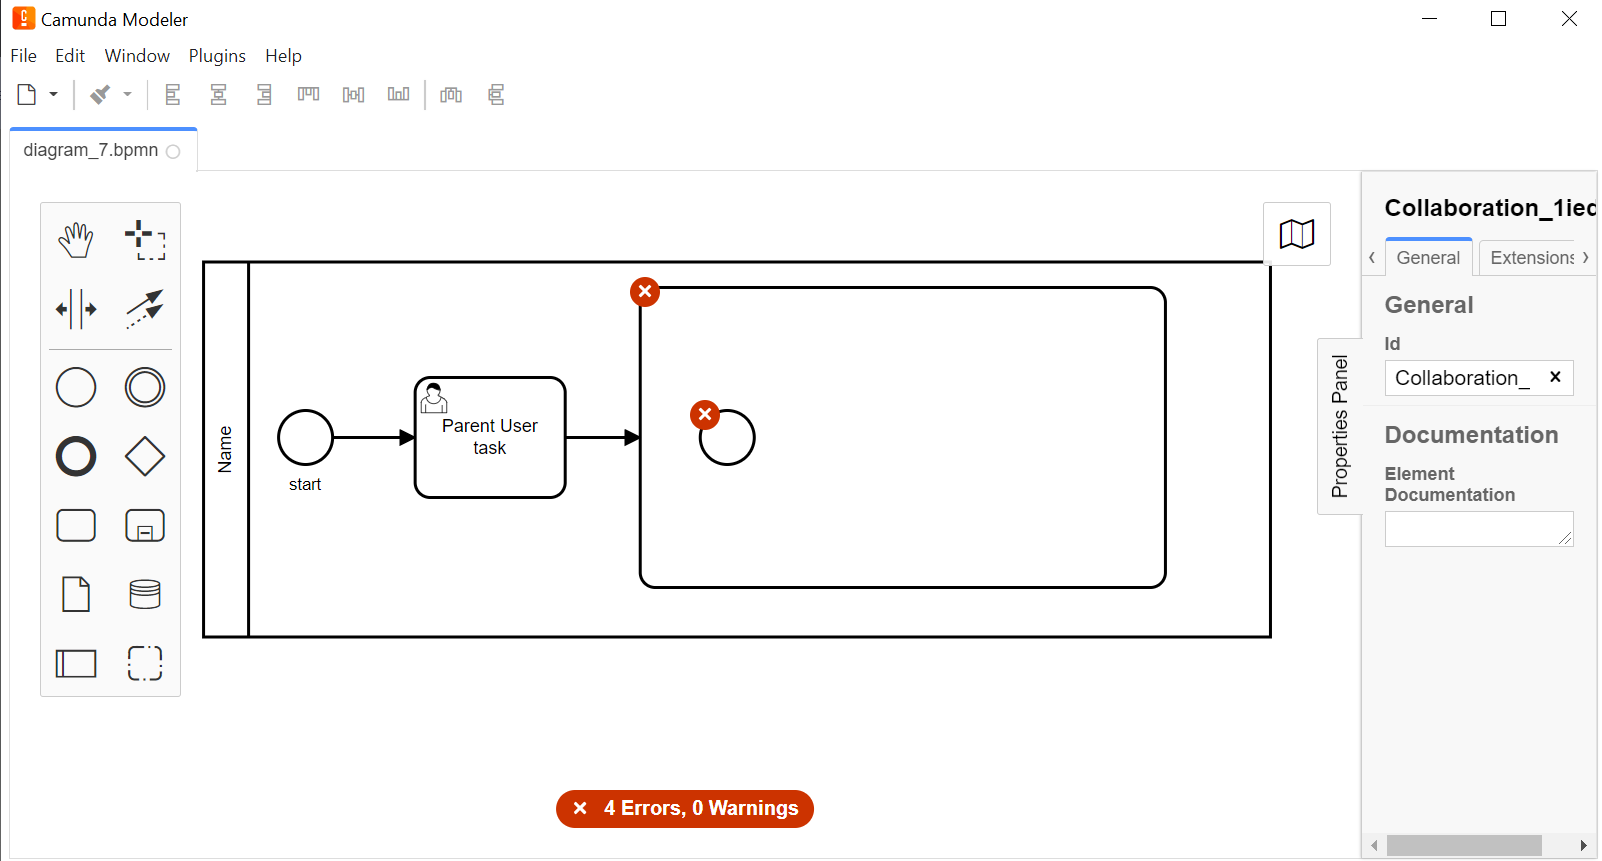 Camunda Modeler
File Edit Window Plugins Help
diagram_7.bpmn
Collaboration_1ied
General Extensions
General
Id
Collaboration_
Documentation
Element
Documentation
Properties Panel
Name
start
Parent User
task
4 Errors, 0 Warnings